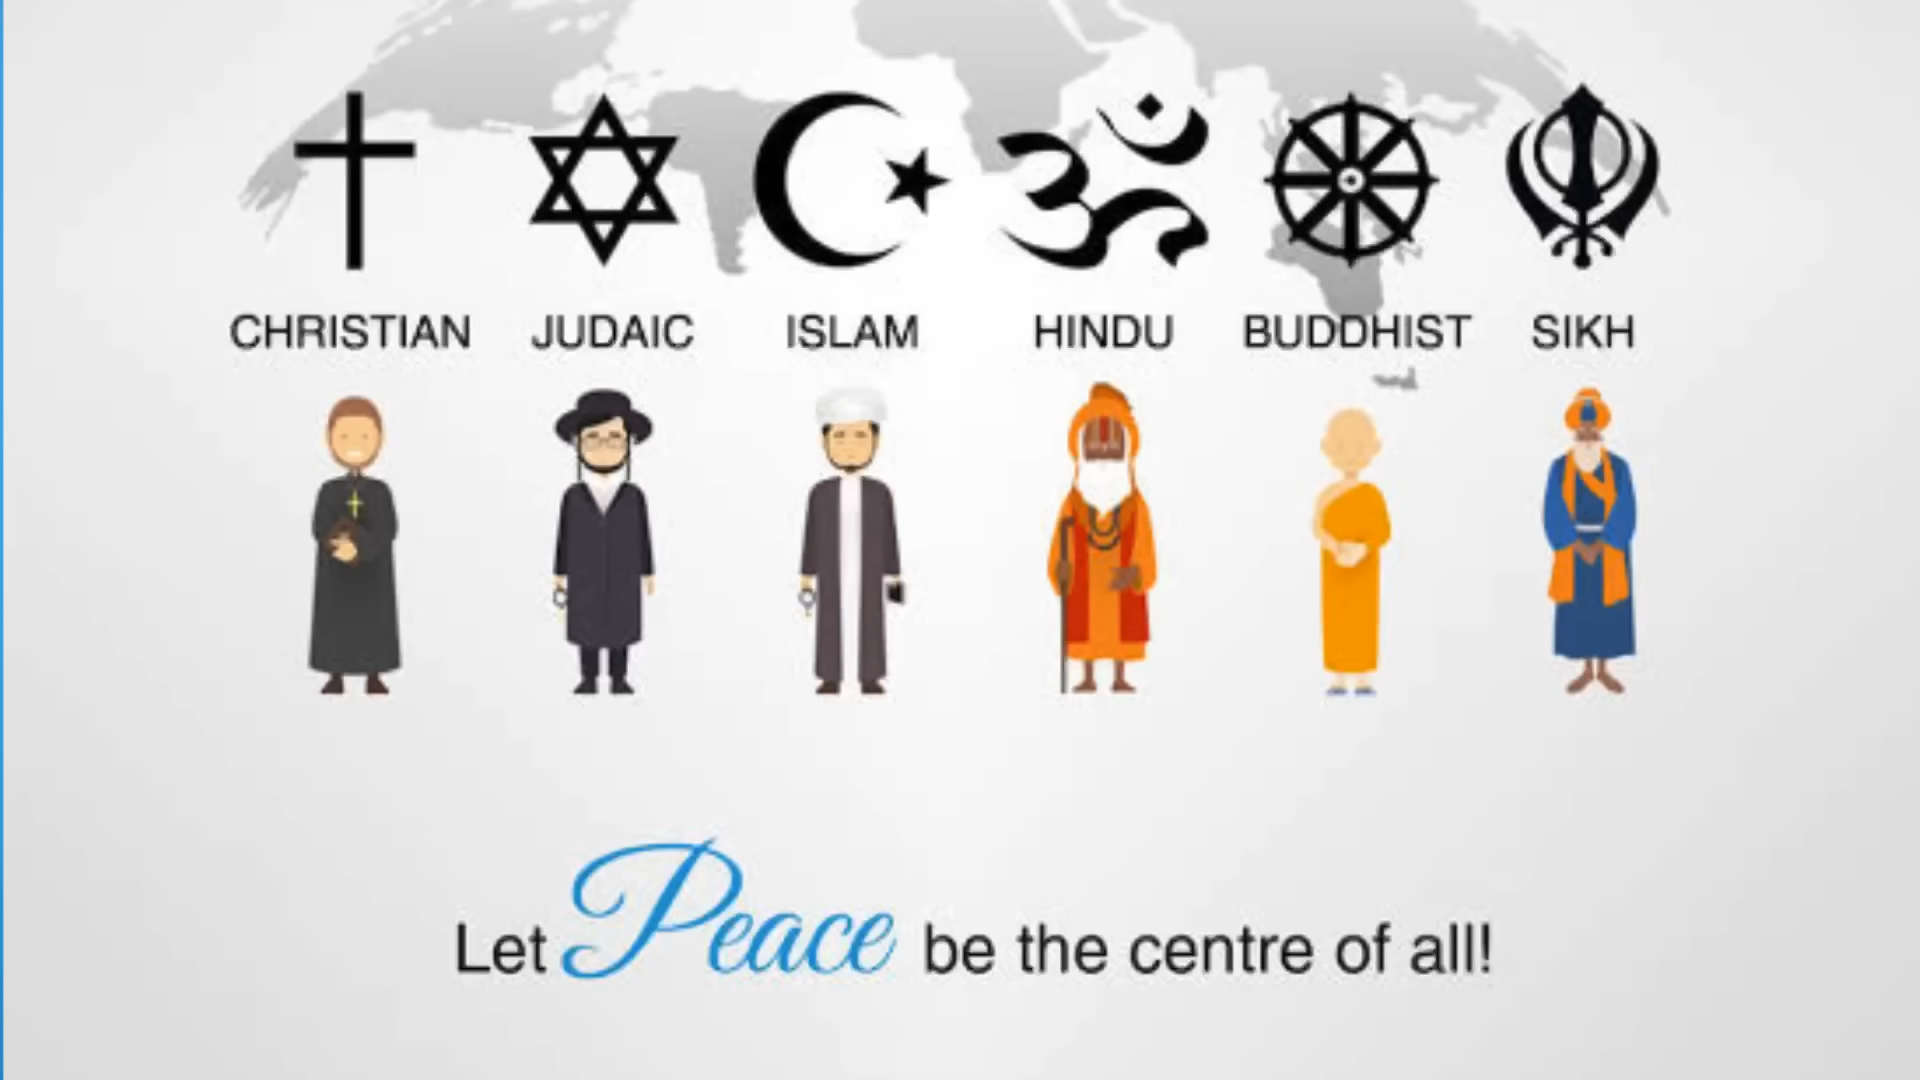 CHRISTIAN JUDAIC ISLAM HINDU BUDDHIST SIKH
Let Peace be the centre of all!